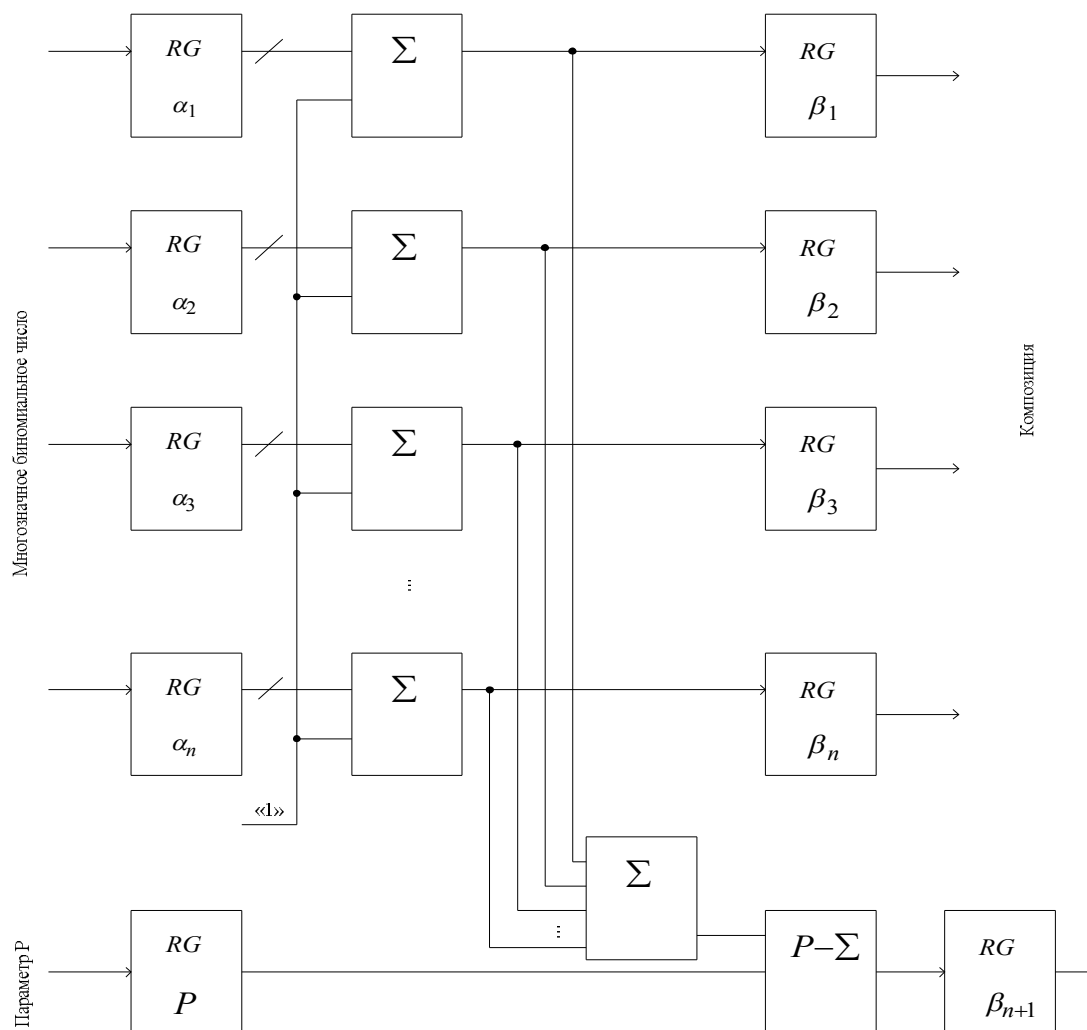 RG
α₁
Σ
RG
β₁
RG
α₂
Σ
RG
β₂
RG
α₃
Σ
RG
β₃
...
RG
αₙ
Σ
RG
βₙ
«1»
Σ
...
RG
P
P−Σ
RG
βₙ₊₁
Многозначное биномиальное число
Параметр P
Композиция